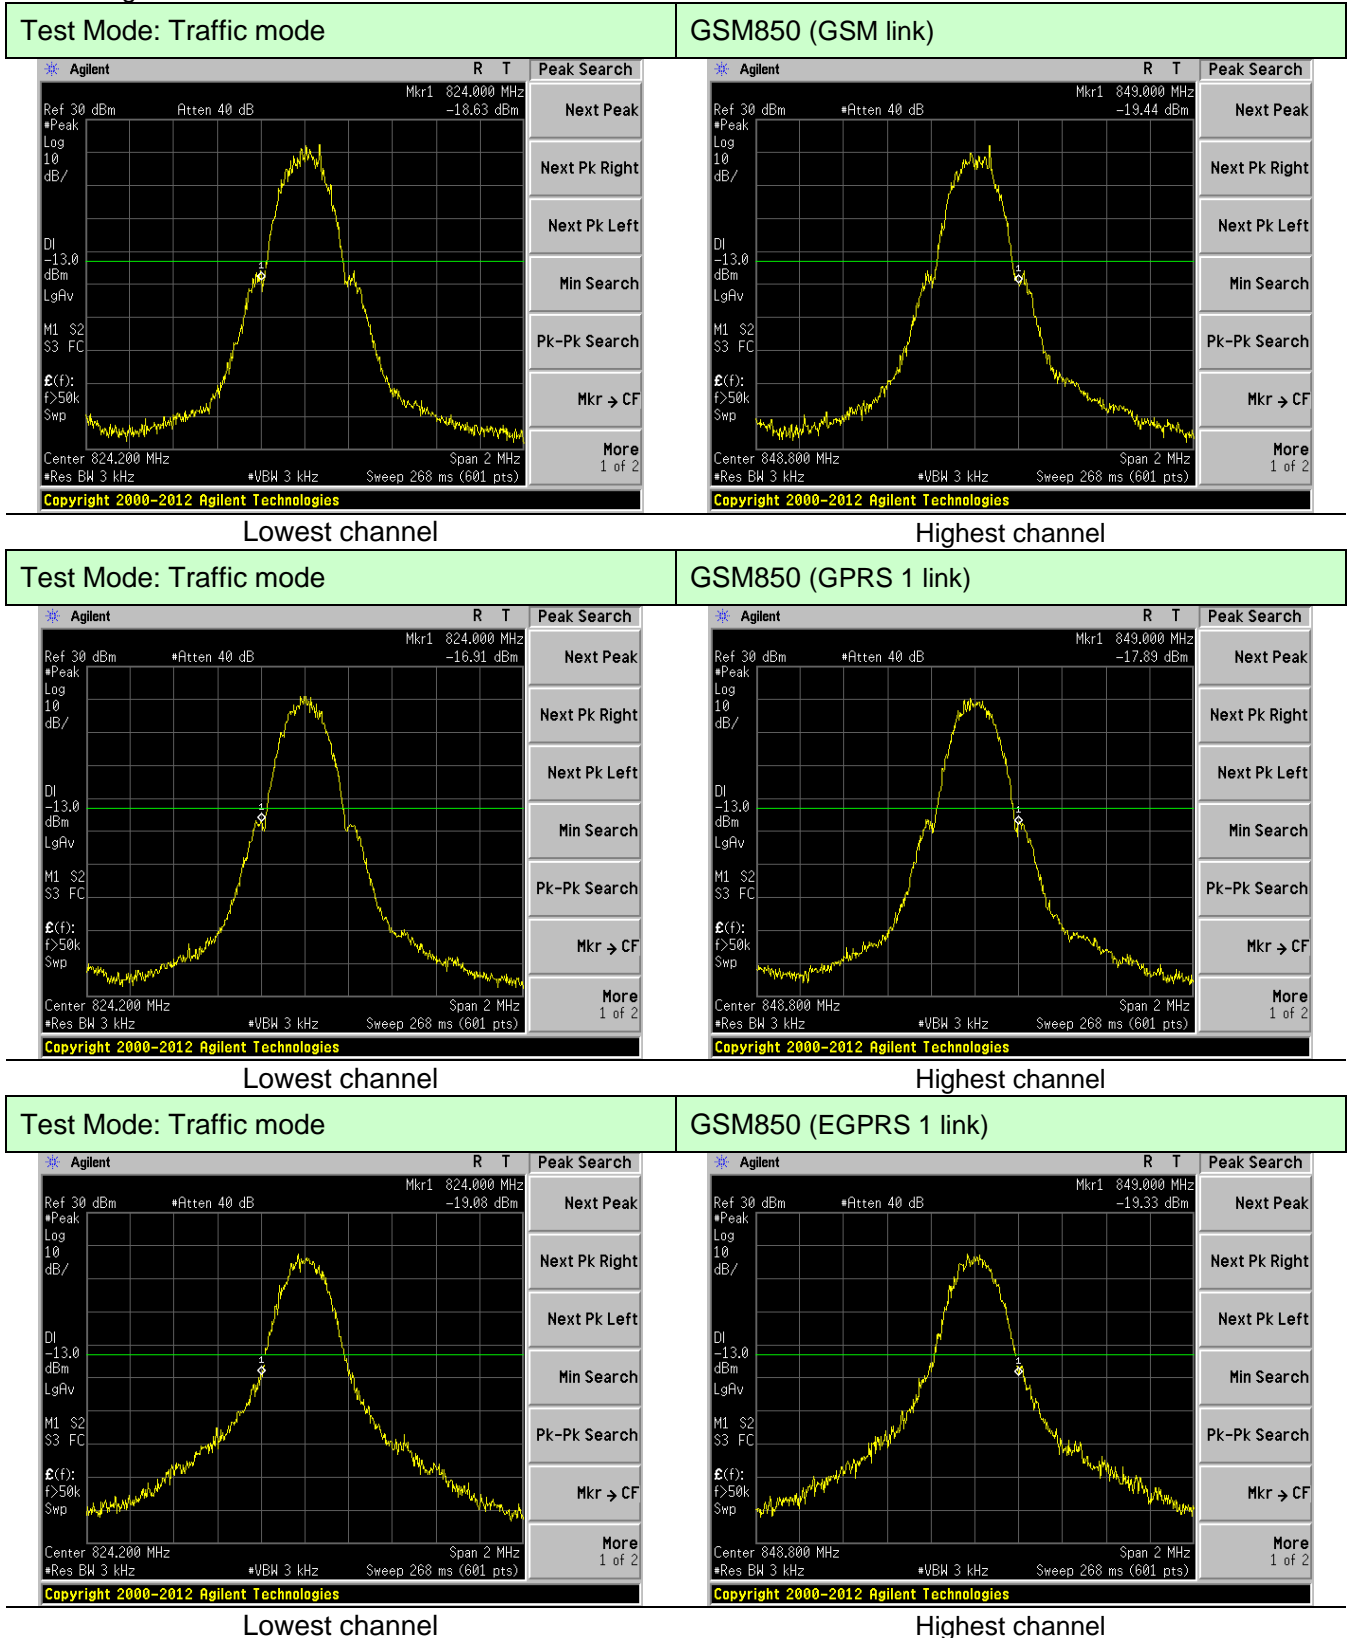 Test Mode: Traffic mode
GSM850 (GSM link)
Agilent R T Peak Search
Mkr1 824.000 MHz
Ref 30 dBm Atten 40 dB -18.63 dBm
#Peak
Log
10
dB/
DI
-13.0
dBm
LgAv
M1 S2
S3 FC
£(f):
f>50k
Swp
1
Center 824.200 MHz Span 2 MHz
#Res BW 3 kHz #VBW 3 kHz Sweep 268 ms (601 pts)
Copyright 2000-2012 Agilent Technologies
Next Peak
Next Pk Right
Next Pk Left
Min Search
Pk-Pk Search
Mkr → CF
More
1 of 2
Lowest channel
Agilent R T Peak Search
Mkr1 849.000 MHz
Ref 30 dBm #Atten 40 dB -19.44 dBm
#Peak
Log
10
dB/
DI
-13.0
dBm
LgAv
M1 S2
S3 FC
£(f):
f>50k
Swp
1
Center 848.800 MHz Span 2 MHz
#Res BW 3 kHz #VBW 3 kHz Sweep 268 ms (601 pts)
Copyright 2000-2012 Agilent Technologies
Next Peak
Next Pk Right
Next Pk Left
Min Search
Pk-Pk Search
Mkr → CF
More
1 of 2
Highest channel
Test Mode: Traffic mode
GSM850 (GPRS 1 link)
Agilent R T Peak Search
Mkr1 824.000 MHz
Ref 30 dBm #Atten 40 dB -16.91 dBm
#Peak
Log
10
dB/
DI
-13.0
dBm
LgAv
M1 S2
S3 FC
£(f):
f>50k
Swp
1
Center 824.200 MHz Span 2 MHz
#Res BW 3 kHz #VBW 3 kHz Sweep 268 ms (601 pts)
Copyright 2000-2012 Agilent Technologies
Next Peak
Next Pk Right
Next Pk Left
Min Search
Pk-Pk Search
Mkr → CF
More
1 of 2
Lowest channel
Agilent R T Peak Search
Mkr1 849.000 MHz
Ref 30 dBm #Atten 40 dB -17.89 dBm
#Peak
Log
10
dB/
DI
-13.0
dBm
LgAv
M1 S2
S3 FC
£(f):
f>50k
Swp
1
Center 848.800 MHz Span 2 MHz
#Res BW 3 kHz #VBW 3 kHz Sweep 268 ms (601 pts)
Copyright 2000-2012 Agilent Technologies
Next Peak
Next Pk Right
Next Pk Left
Min Search
Pk-Pk Search
Mkr → CF
More
1 of 2
Highest channel
Test Mode: Traffic mode
GSM850 (EGPRS 1 link)
Agilent R T Peak Search
Mkr1 824.000 MHz
Ref 30 dBm #Atten 40 dB -19.08 dBm
#Peak
Log
10
dB/
DI
-13.0
dBm
LgAv
M1 S2
S3 FC
£(f):
f>50k
Swp
1
Center 824.200 MHz Span 2 MHz
#Res BW 3 kHz #VBW 3 kHz Sweep 268 ms (601 pts)
Copyright 2000-2012 Agilent Technologies
Next Peak
Next Pk Right
Next Pk Left
Min Search
Pk-Pk Search
Mkr → CF
More
1 of 2
Lowest channel
Agilent R T Peak Search
Mkr1 849.000 MHz
Ref 30 dBm #Atten 40 dB -19.33 dBm
#Peak
Log
10
dB/
DI
-13.0
dBm
LgAv
M1 S2
S3 FC
£(f):
f>50k
Swp
1
Center 848.800 MHz Span 2 MHz
#Res BW 3 kHz #VBW 3 kHz Sweep 268 ms (601 pts)
Copyright 2000-2012 Agilent Technologies
Next Peak
Next Pk Right
Next Pk Left
Min Search
Pk-Pk Search
Mkr → CF
More
1 of 2
Highest channel